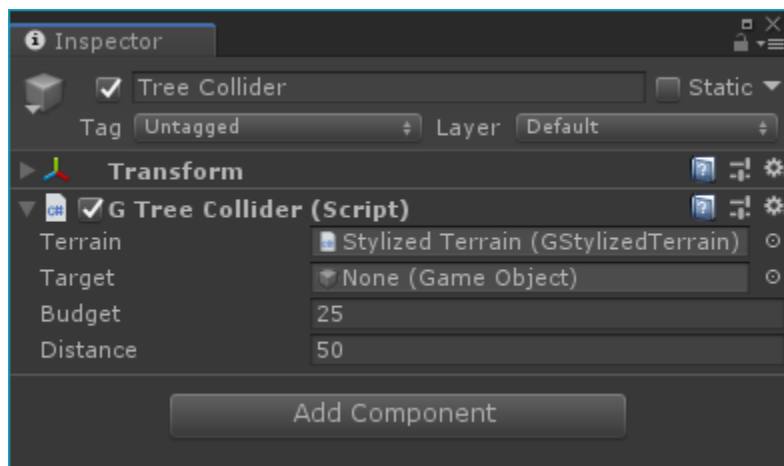 Inspector
Tree Collider Static
Tag Untagged Layer Default
Transform
G Tree Collider (Script)
Terrain Stylized Terrain (GStylizedTerrain)
Target None (Game Object)
Budget 25
Distance 50
Add Component